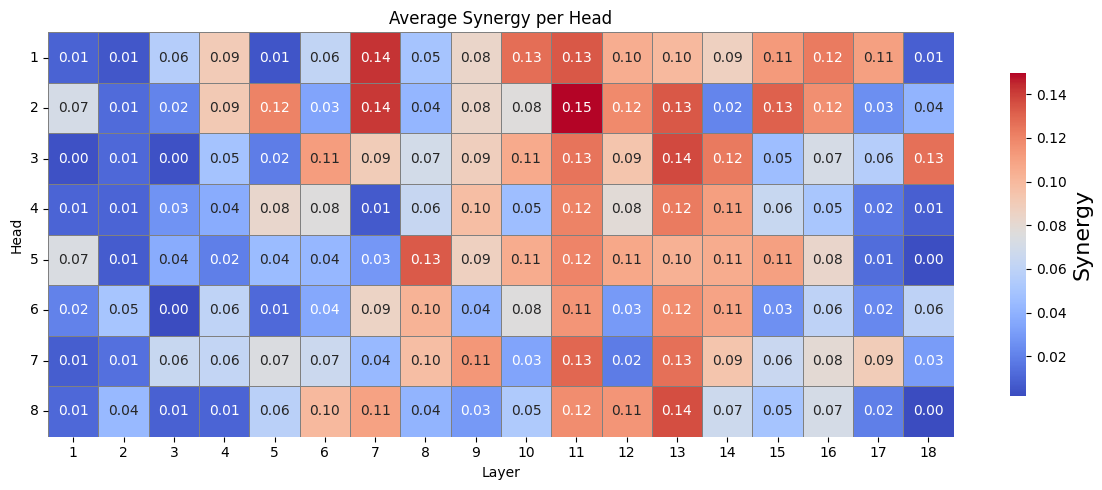 Average Synergy per Head
1 0.01 0.01 0.06 0.09 0.01 0.06 0.14 0.05 0.08 0.13 0.13 0.10 0.10 0.09 0.11 0.12 0.11 0.01
2 0.07 0.01 0.02 0.09 0.12 0.03 0.14 0.04 0.08 0.08 0.15 0.12 0.13 0.02 0.13 0.12 0.03 0.04
3 0.00 0.01 0.00 0.05 0.02 0.11 0.09 0.07 0.09 0.11 0.13 0.09 0.14 0.12 0.05 0.07 0.06 0.13
4 0.01 0.01 0.03 0.04 0.08 0.08 0.01 0.06 0.10 0.05 0.12 0.08 0.12 0.11 0.06 0.05 0.02 0.01
5 0.07 0.01 0.04 0.02 0.04 0.04 0.03 0.13 0.09 0.11 0.12 0.11 0.10 0.11 0.11 0.08 0.01 0.00
6 0.02 0.05 0.00 0.06 0.01 0.04 0.09 0.10 0.04 0.08 0.11 0.03 0.12 0.11 0.03 0.06 0.02 0.06
7 0.01 0.01 0.06 0.06 0.07 0.07 0.04 0.10 0.11 0.03 0.13 0.02 0.13 0.09 0.06 0.08 0.09 0.03
8 0.01 0.04 0.01 0.01 0.06 0.10 0.11 0.04 0.03 0.05 0.12 0.11 0.14 0.07 0.05 0.07 0.02 0.00
1 2 3 4 5 6 7 8 9 10 11 12 13 14 15 16 17 18
Layer
Head
0.14
0.12
0.10
0.08
0.06
0.04
0.02
Synergy